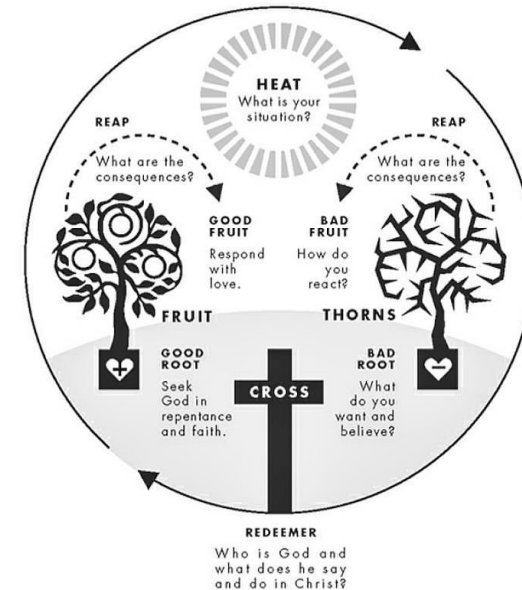 HEAT
What is your
situation?
REAP
What are the
consequences?
REAP
What are the
consequences?
GOOD
FRUIT
Respond
with
love.
BAD
FRUIT
How do
you
react?
FRUIT
THORNS
GOOD
ROOT
Seek
God in
repentance
and faith.
CROSS
BAD
ROOT
What
do you
want and
believe?
REDEEMER
Who is God and
what does he say
and do in Christ?